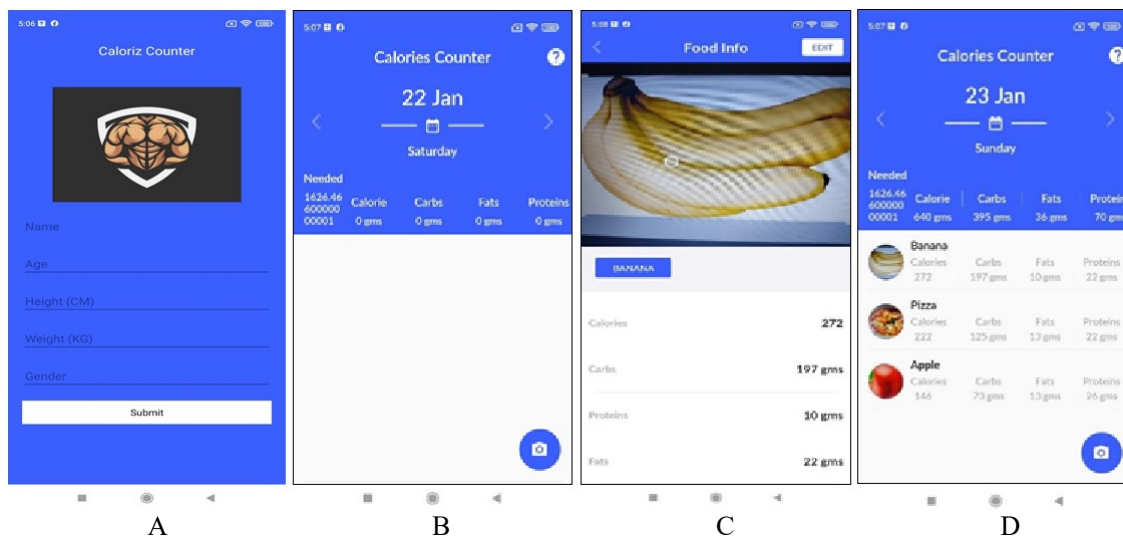 5:06
Caloriz Counter
Name
Age
Height (CM)
Weight (KG)
Gender
Submit
A
5:07
Calories Counter
?
22 Jan
Saturday
Needed
1626.46 Calorie Carbs Fats Proteins
600000
00001 0 gms 0 gms 0 gms 0 gms
B
5:08
Food Info EDIT
BANANA
Calories 272
Carbs 197 gms
Proteins 10 gms
Fats 22 gms
C
5:07
Calories Counter
?
23 Jan
Sunday
Needed
1626.46 Calorie Carbs Fats Protein
600000
00001 640 gms 395 gms 36 gms 70 gm
Banana
Calories Carbs Fats Proteins
272 197 gms 10 gms 22 gms
Pizza
Calories Carbs Fats Proteins
222 125 gms 13 gms 22 gms
Apple
Calories Carbs Fats Proteins
146 73 gms 13 gms 26 gms
D